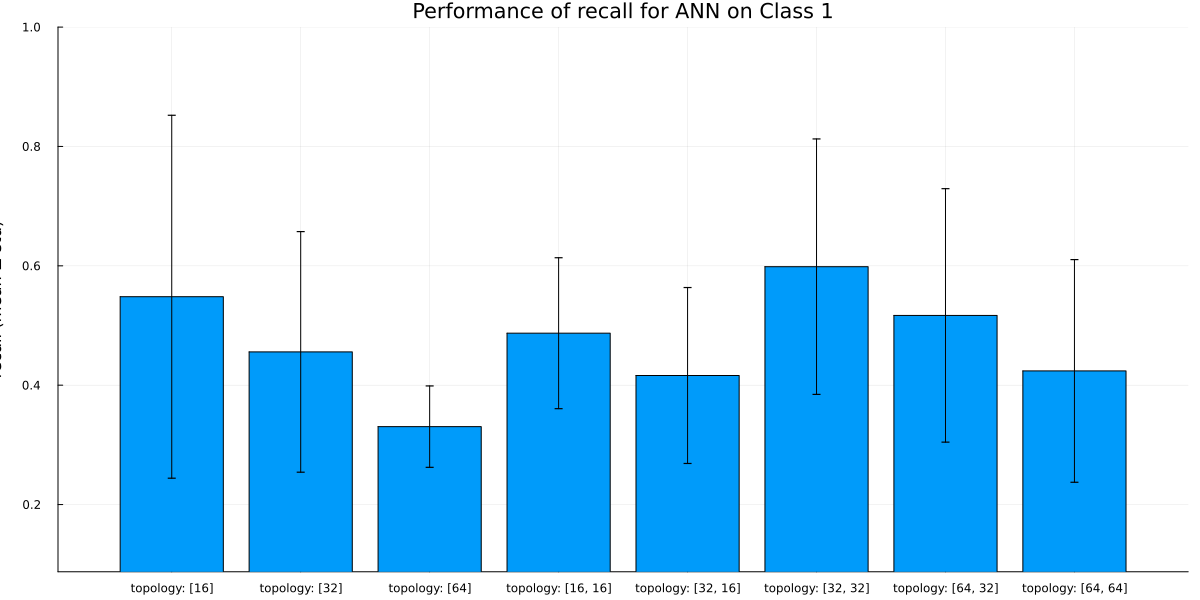 Performance of recall for ANN on Class 1
1.0
0.8
0.6
0.4
0.2
topology: [16] topology: [32] topology: [64] topology: [16, 16] topology: [32, 16] topology: [32, 32] topology: [64, 32] topology: [64, 64]